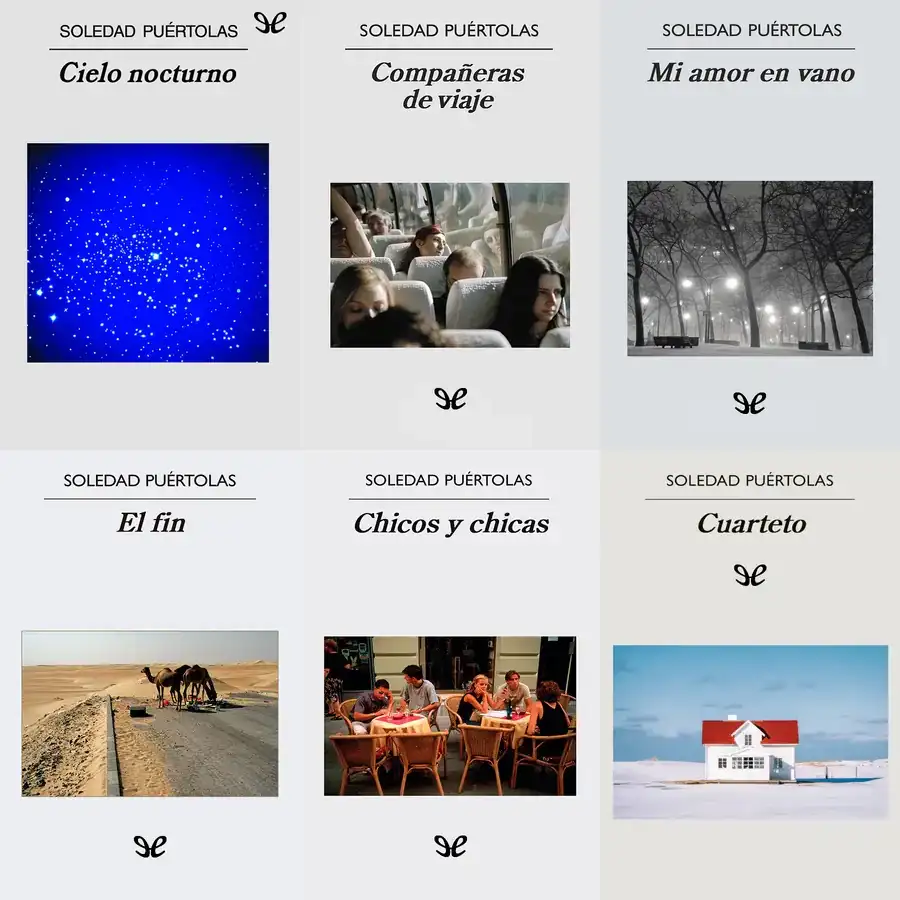 SOLEDAD PUÉRTOLAS
Cielo nocturno
SOLEDAD PUÉRTOLAS
Compañeras
de viaje
SOLEDAD PUÉRTOLAS
Mi amor en vano
SOLEDAD PUÉRTOLAS
El fin
SOLEDAD PUÉRTOLAS
Chicos y chicas
SOLEDAD PUÉRTOLAS
Cuarteto